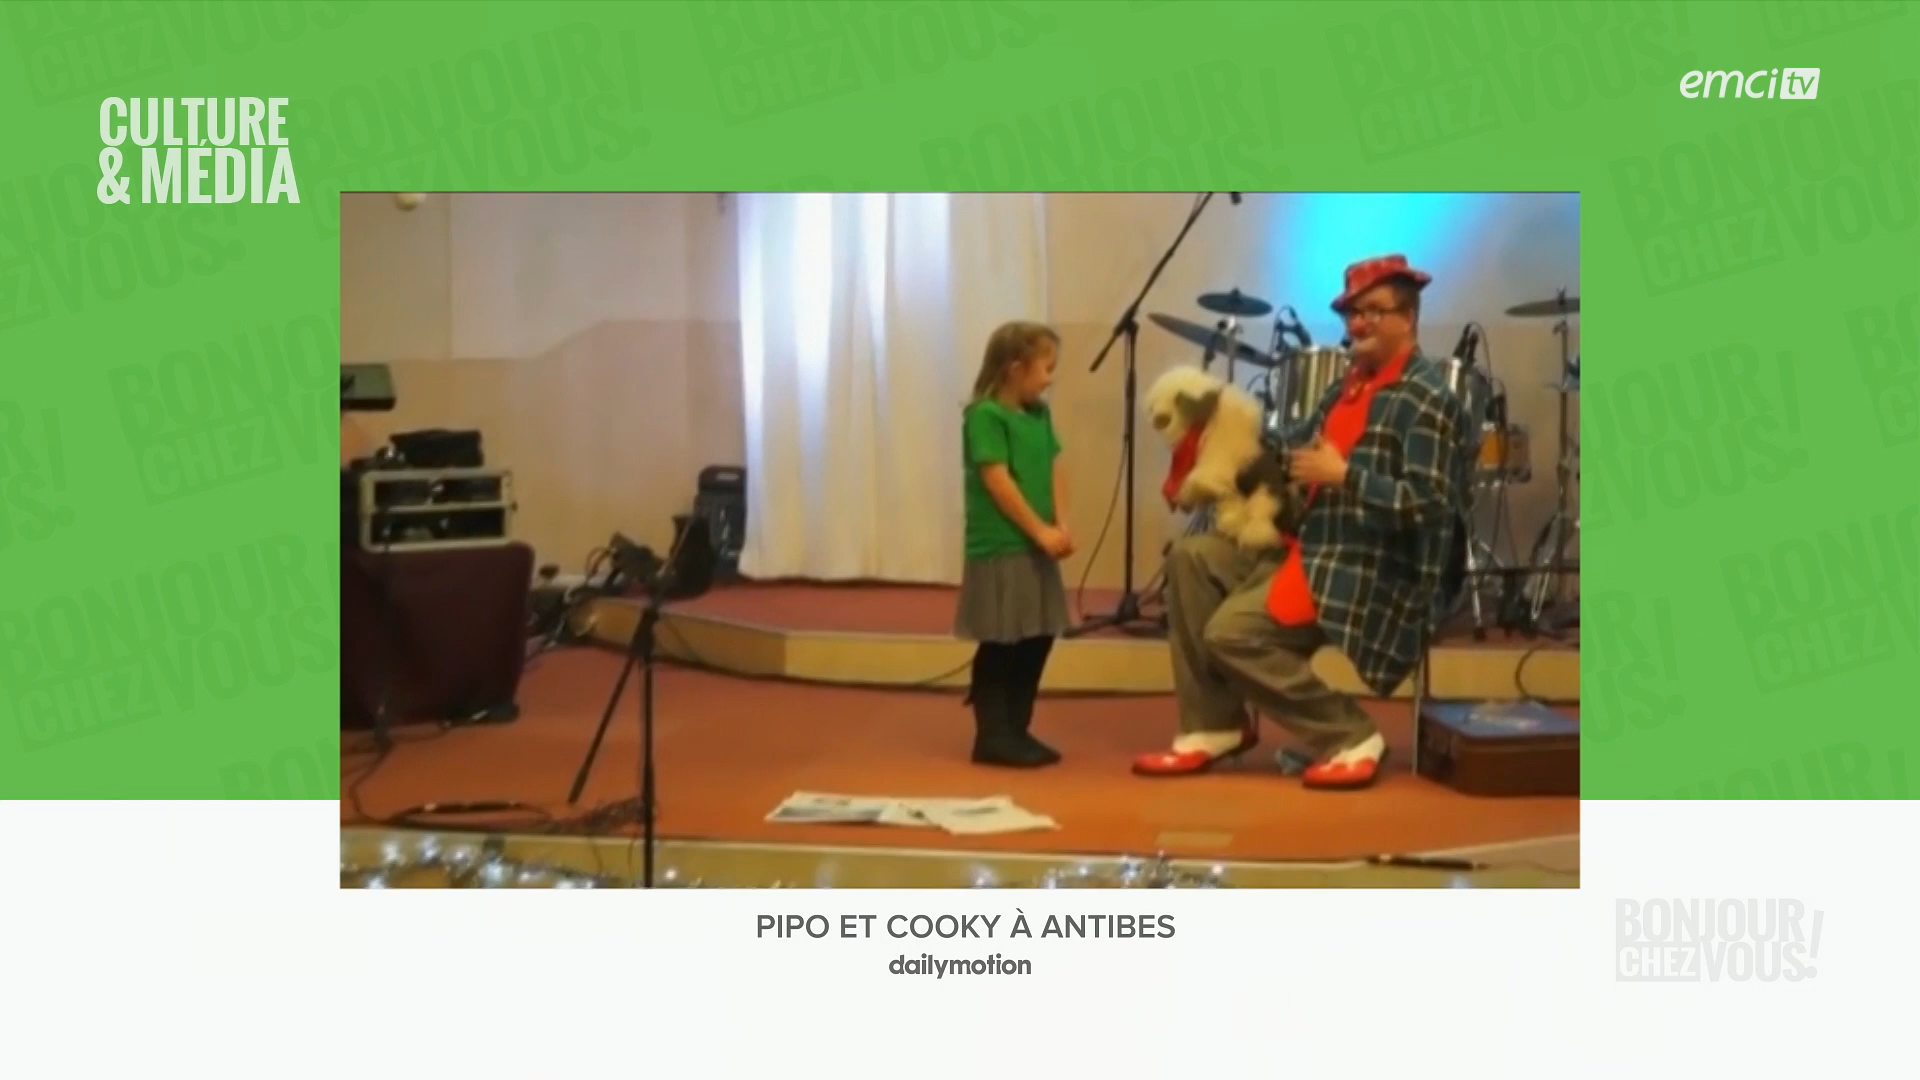 CULTURE
& MÉDIA
emci tv
PIPO ET COOKY À ANTIBES
dailymotion
BONJOUR
CHEZ VOUS!